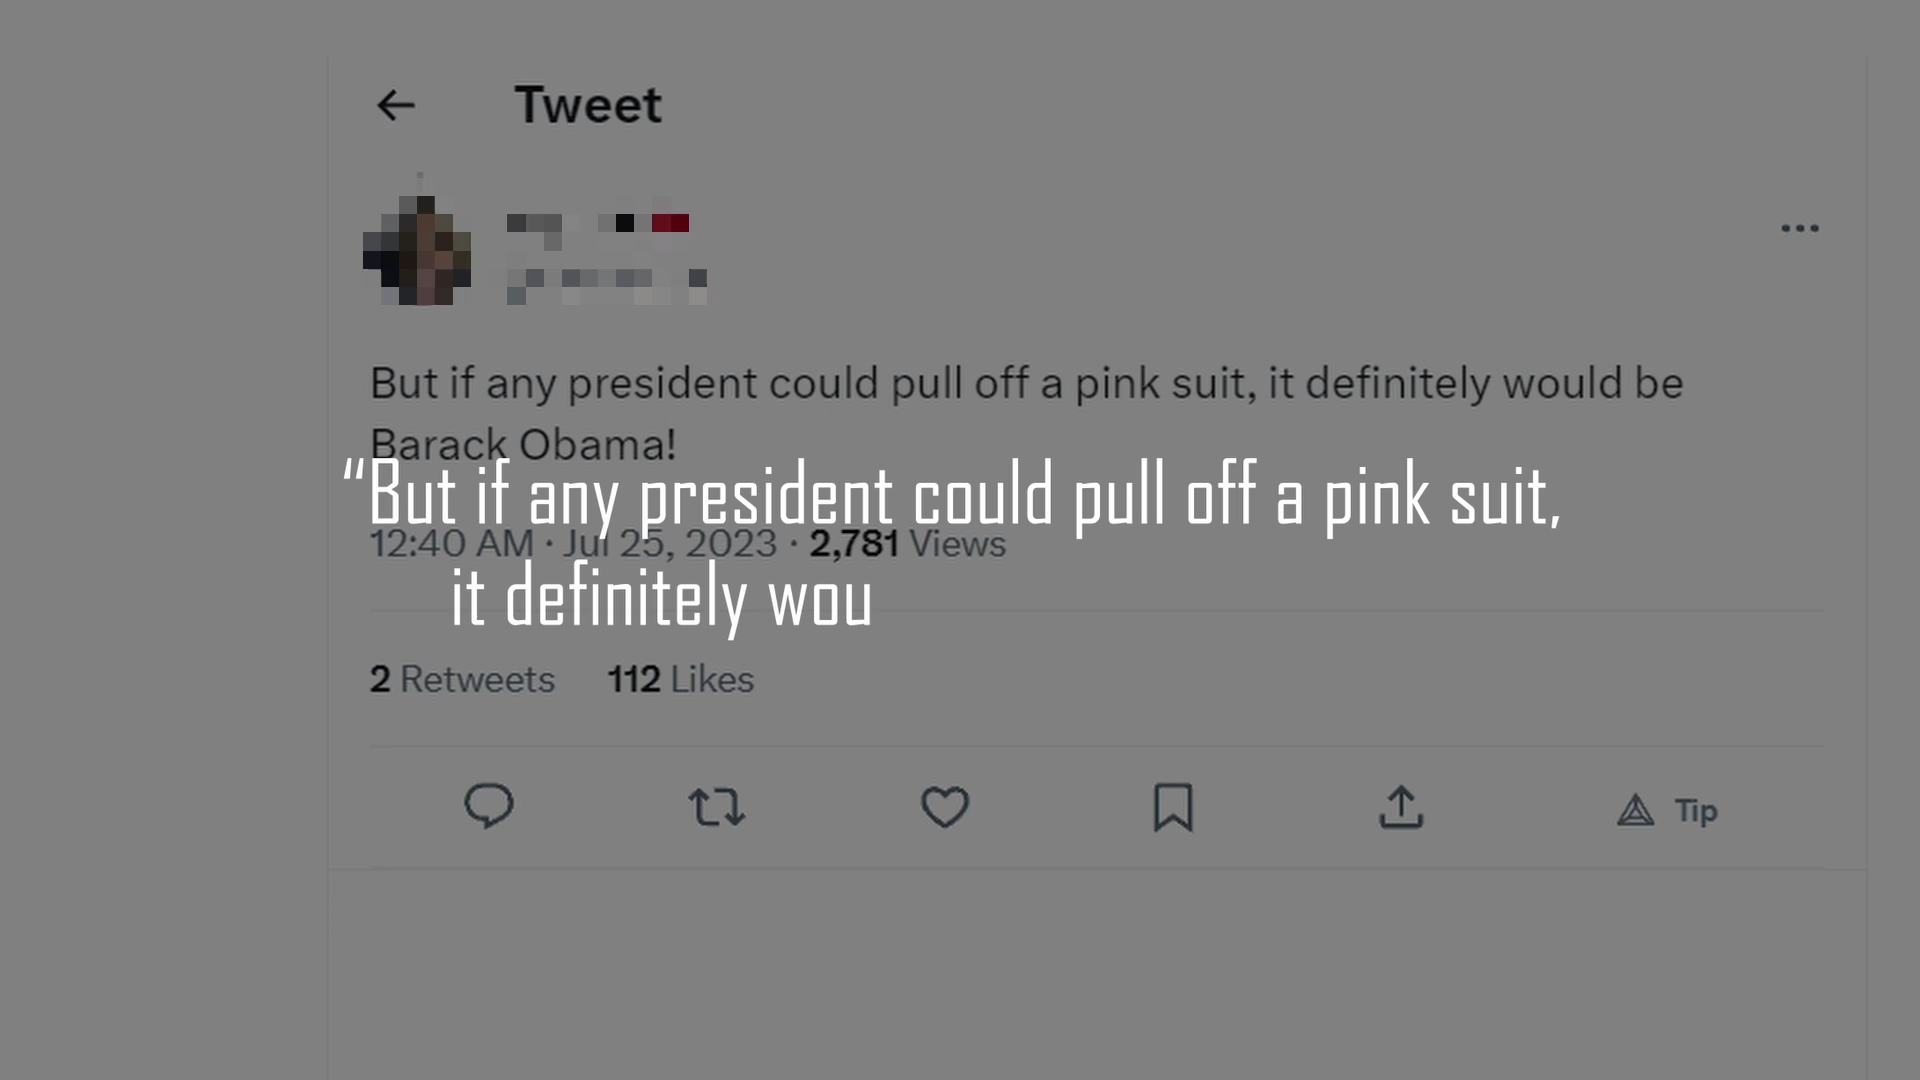 Tweet
But if any president could pull off a pink suit, it definitely would be
Barack Obama!
“But if any president could pull off a pink suit,
12:40 AM · Jul 25, 2023 · 2,781 Views
it definitely wou
2 Retweets 112 Likes
Tip